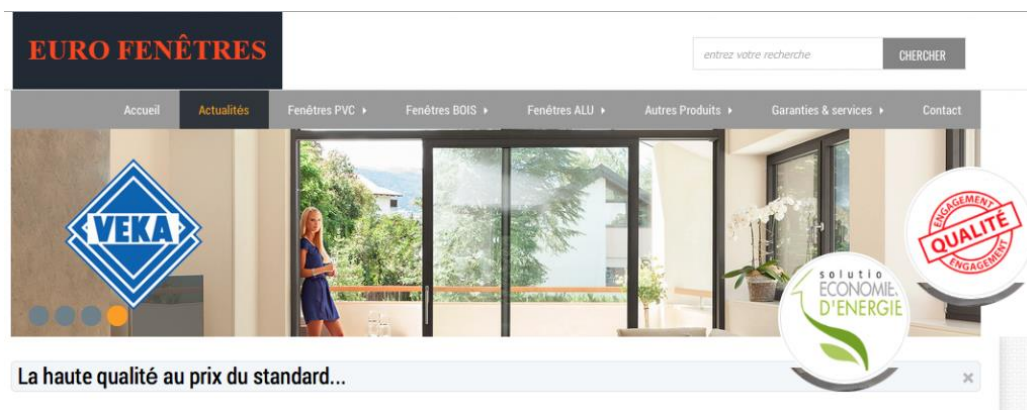 EURO FENÊTRES
entrez votre recherche
CHERCHER
Accueil
Actualités
Fenêtres PVC
Fenêtres BOIS
Fenêtres ALU
Autres Produits
Garanties & services
Contact
VEKA
ENGAGEMENT
QUALITÉ
ENGAGEMENT
solutio
ECONOMIE
D'ENERGIE
La haute qualité au prix du standard...